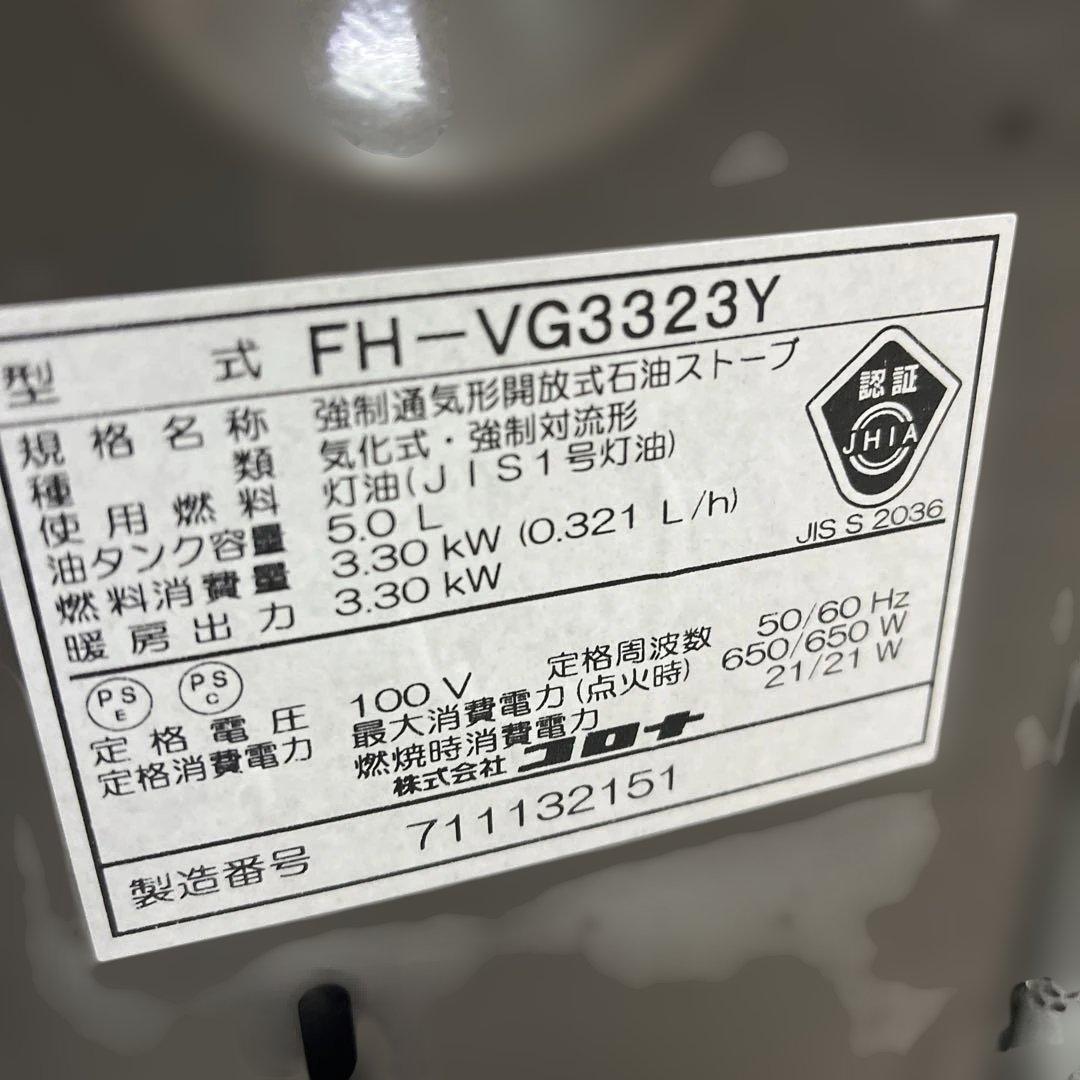 型式 FH-VG3323Y
規格名称 強制通気形開放式石油ストーブ
種類 気化式・強制対流形
使用燃料 灯油(JIS1号灯油)
油タンク容量 5.0 L
燃料消費量 3.30 kW (0.321 L/h)
暖房出力 3.30 kW
認証
JHIA
JIS S 2036
PS E
PS C
定格電圧 100 V 定格周波数 50/60 Hz
定格消費電力 最大消費電力(点火時) 650/650 W
燃焼時消費電力 21/21 W
株式会社 コロナ
製造番号 711132151